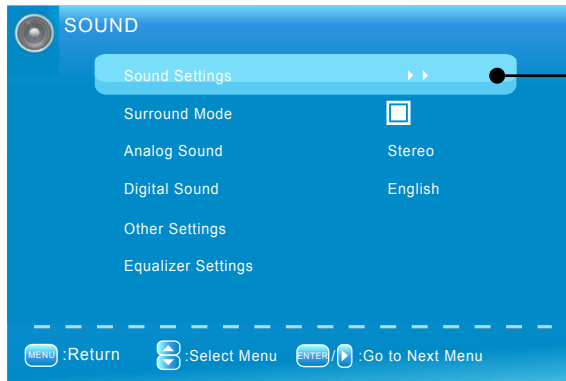 SOUND
Sound Settings
Surround Mode
Analog Sound Stereo
Digital Sound English
Other Settings
Equalizer Settings
MENU :Return :Select Menu ENTER / :Go to Next Menu